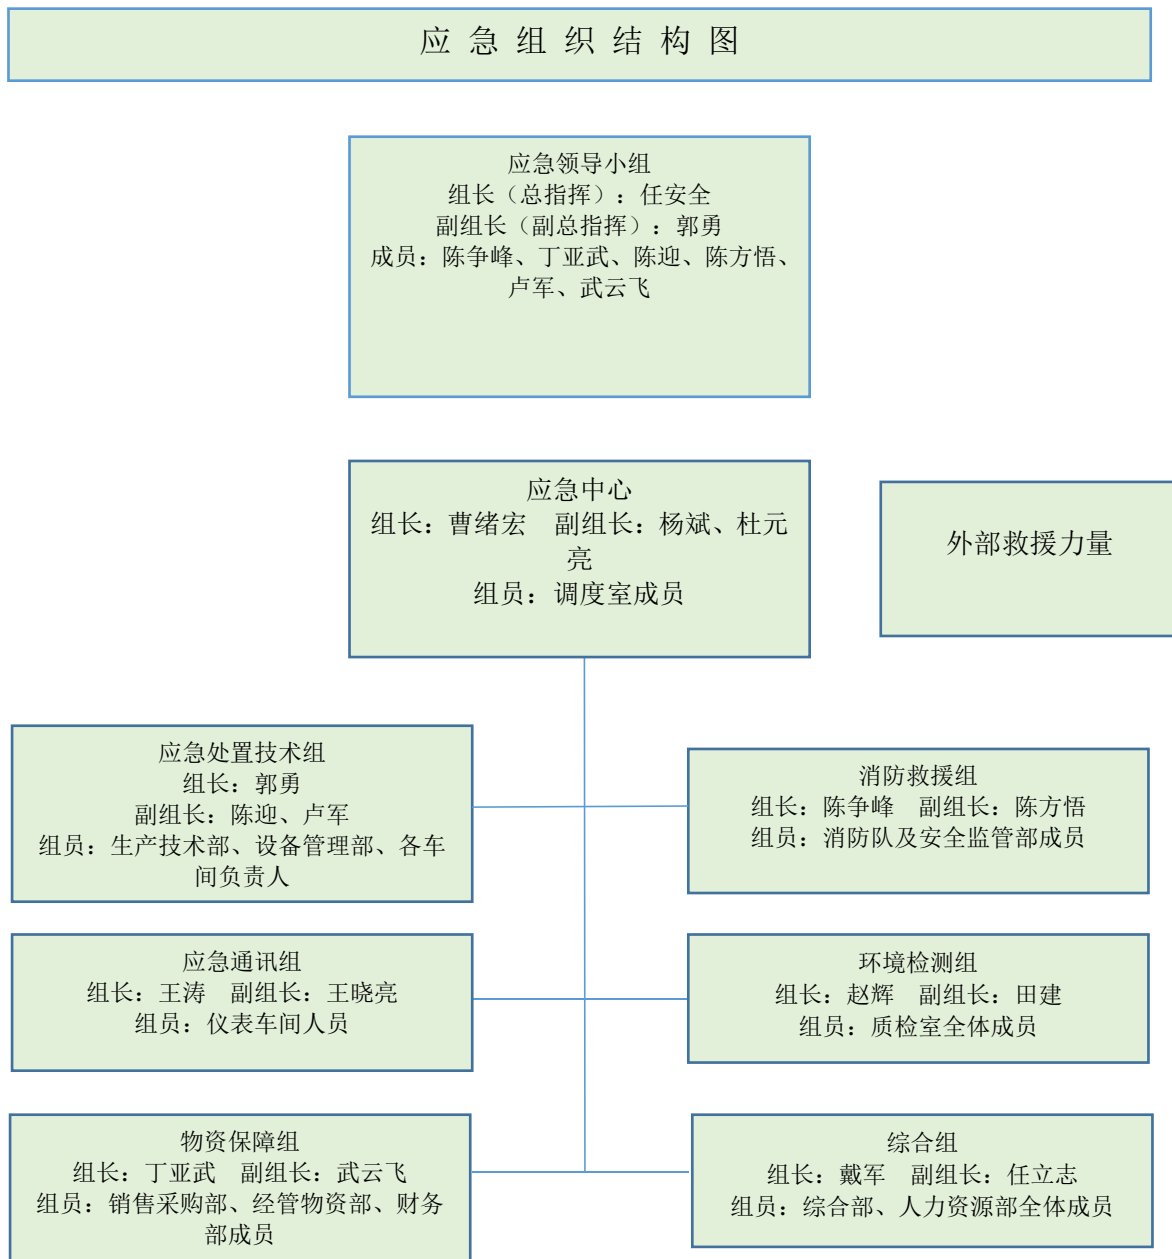 应 急 组 织 结 构 图
应急领导小组
组长（总指挥）：任安全
副组长（副总指挥）：郭勇
成员：陈争峰、丁亚武、陈迎、陈方悟、
卢军、武云飞
应急中心
组长：曹绪宏　副组长：杨斌、杜元
亮
组员：调度室成员
外部救援力量
应急处置技术组
组长：郭勇
副组长：陈迎、卢军
组员：生产技术部、设备管理部、各车
间负责人
消防救援组
组长：陈争峰　副组长：陈方悟
组员：消防队及安全监管部成员
应急通讯组
组长：王涛　副组长：王晓亮
组员：仪表车间人员
环境检测组
组长：赵辉　副组长：田建
组员：质检室全体成员
物资保障组
组长：丁亚武　副组长：武云飞
组员：销售采购部、经管物资部、财务
部成员
综合组
组长：戴军　副组长：任立志
组员：综合部、人力资源部全体成员